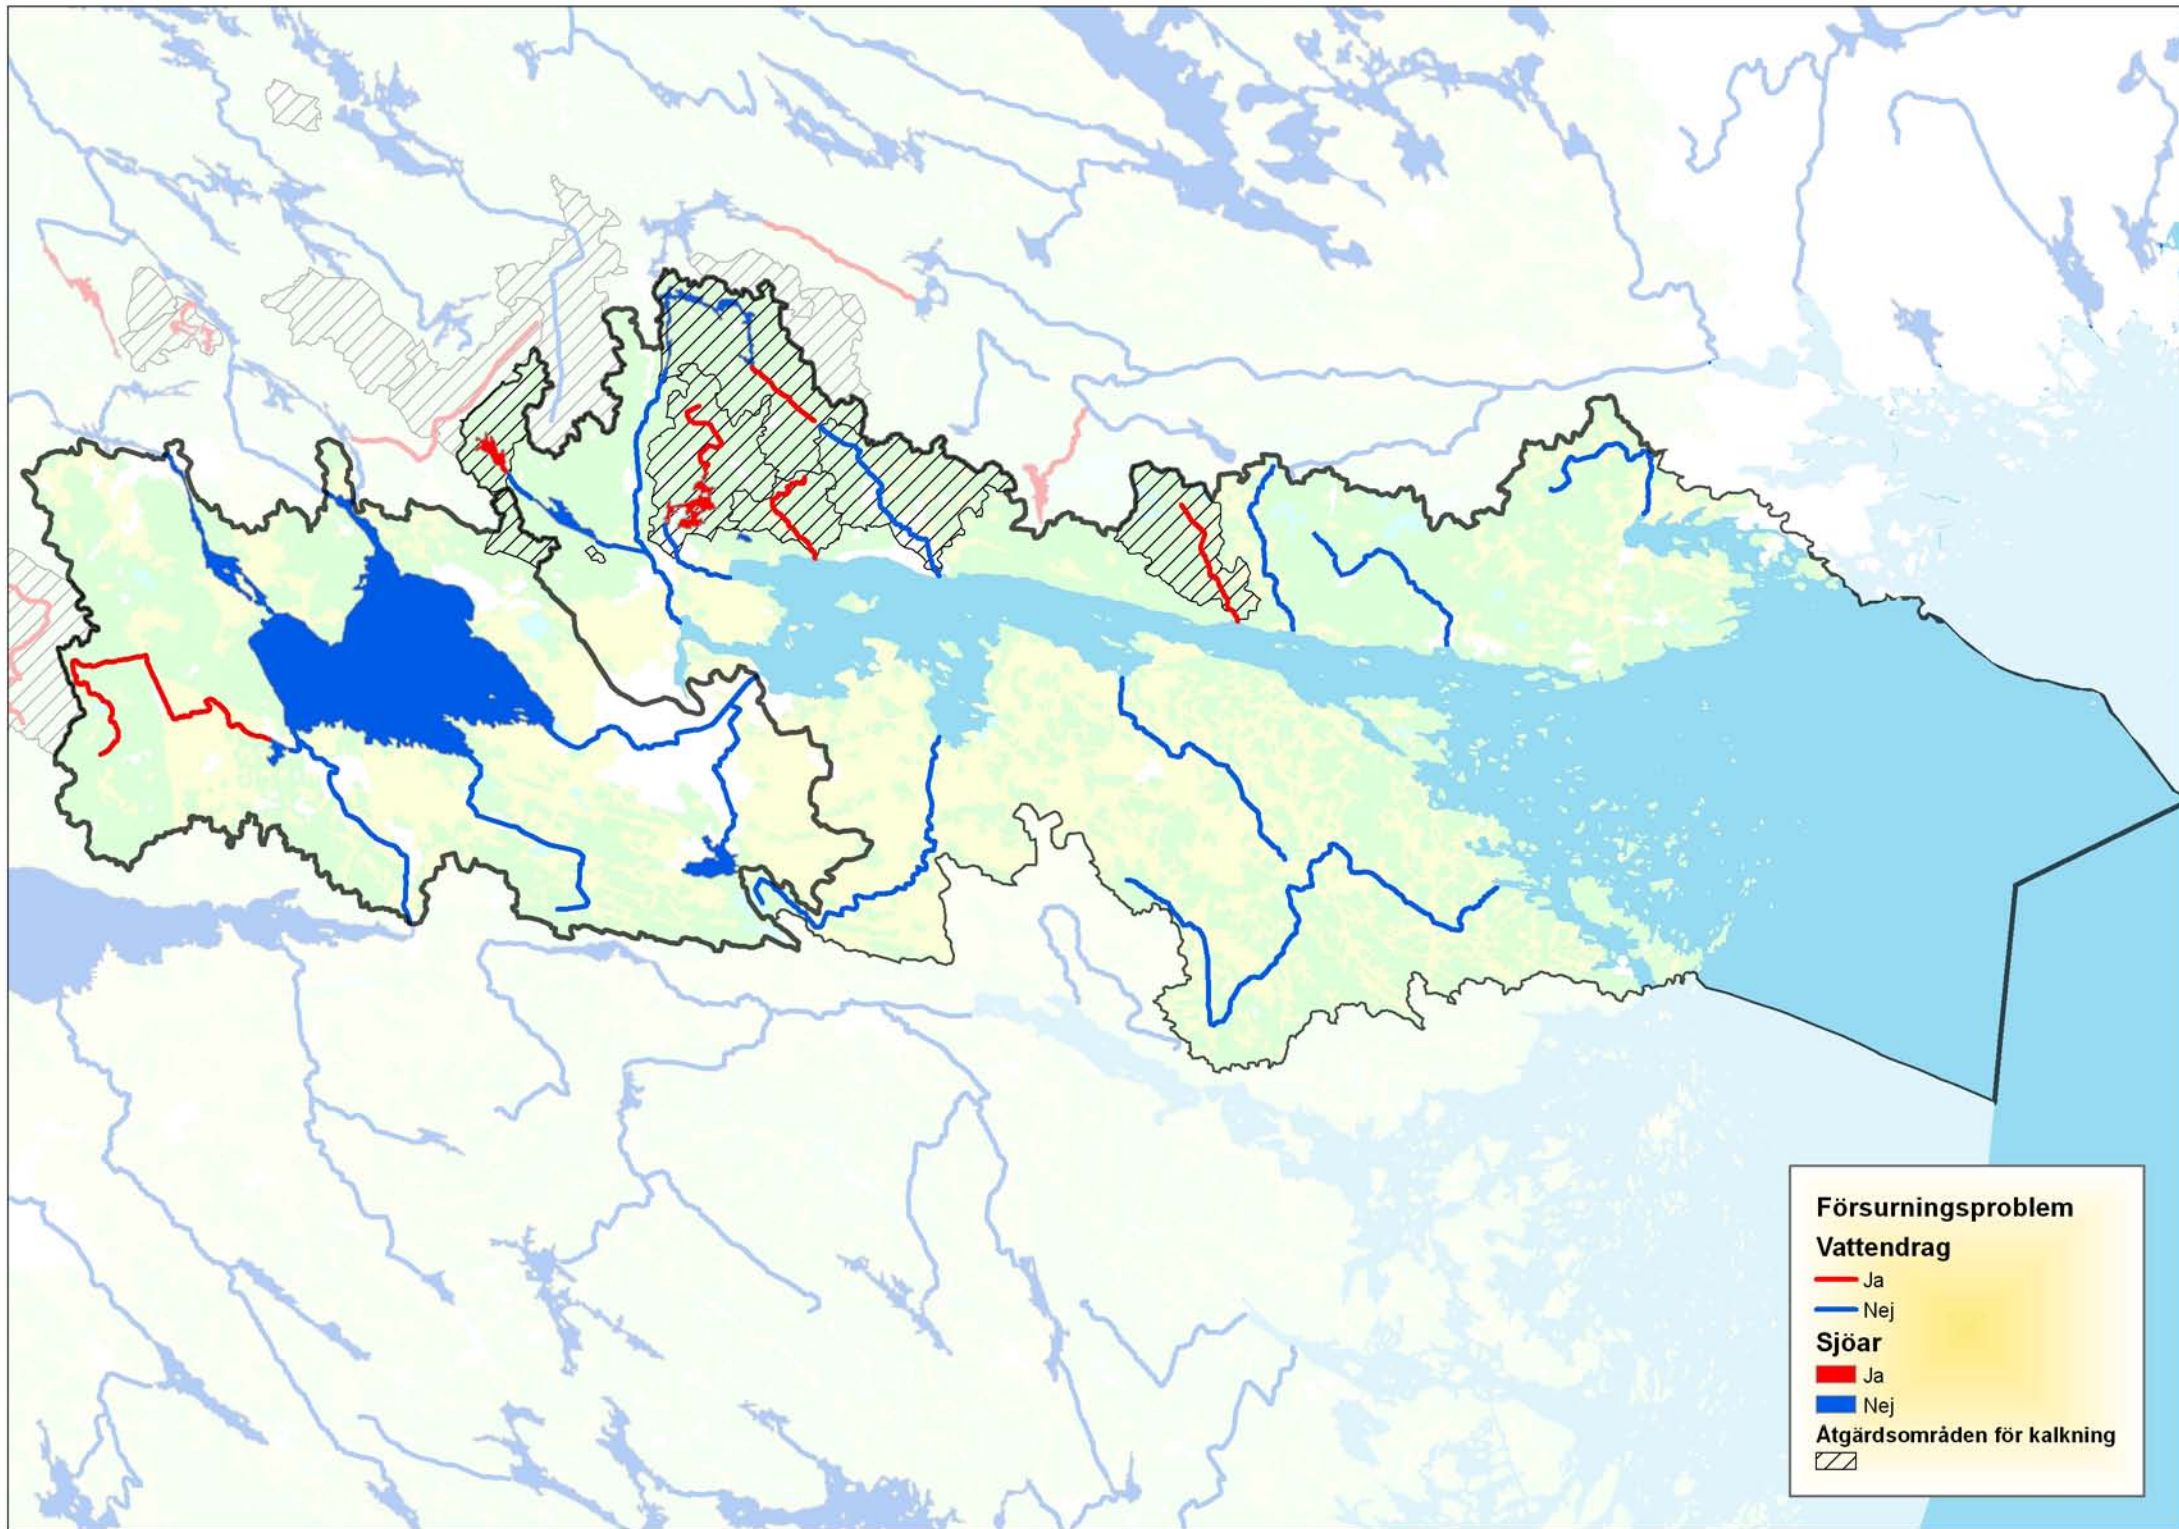 Försurningsproblem
Vattendrag
Ja
Nej
Sjöar
Ja
Nej
Åtgärdsområden för kalkning